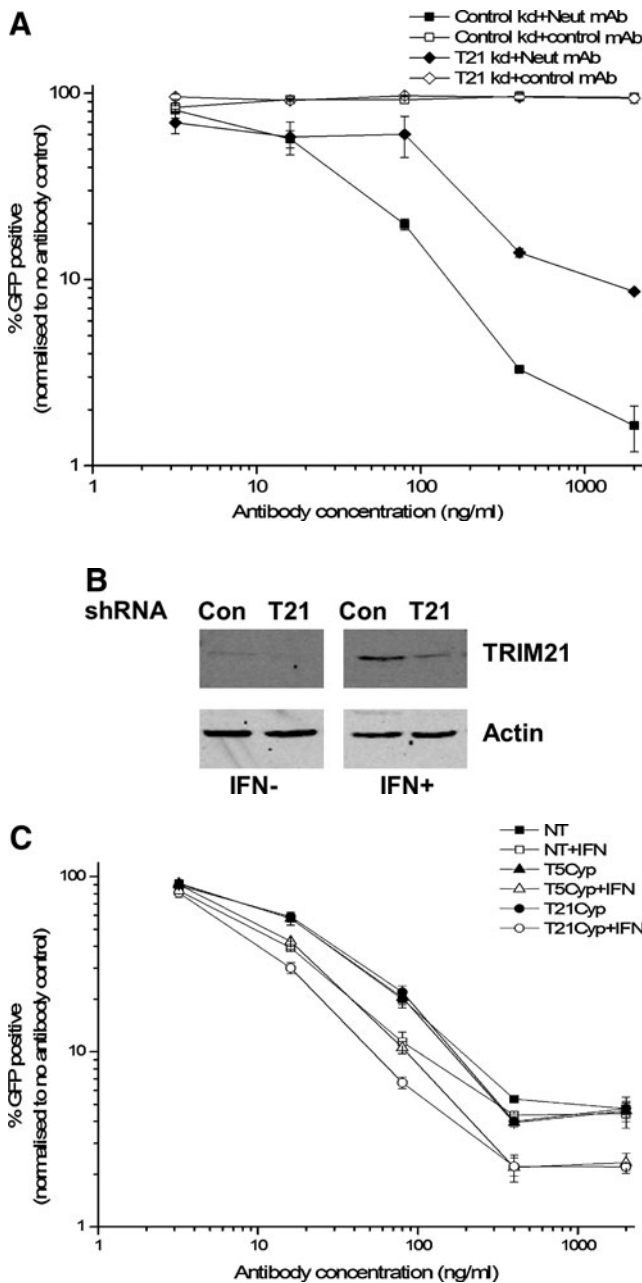 A
Control kd+Neut mAb
Control kd+control mAb
T21 kd+Neut mAb
T21 kd+control mAb
% GFP positive
(normalised to no antibody control)
100
10
1
1 10 100 1000
Antibody concentration (ng/ml)
B
shRNA Con T21 Con T21
TRIM21
Actin
IFN- IFN+
C
NT
NT+IFN
T5Cyp
T5Cyp+IFN
T21Cyp
T21Cyp+IFN
% GFP positive
(normalised to no antibody control)
100
10
1
1 10 100 1000
Antibody concentration (ng/ml)